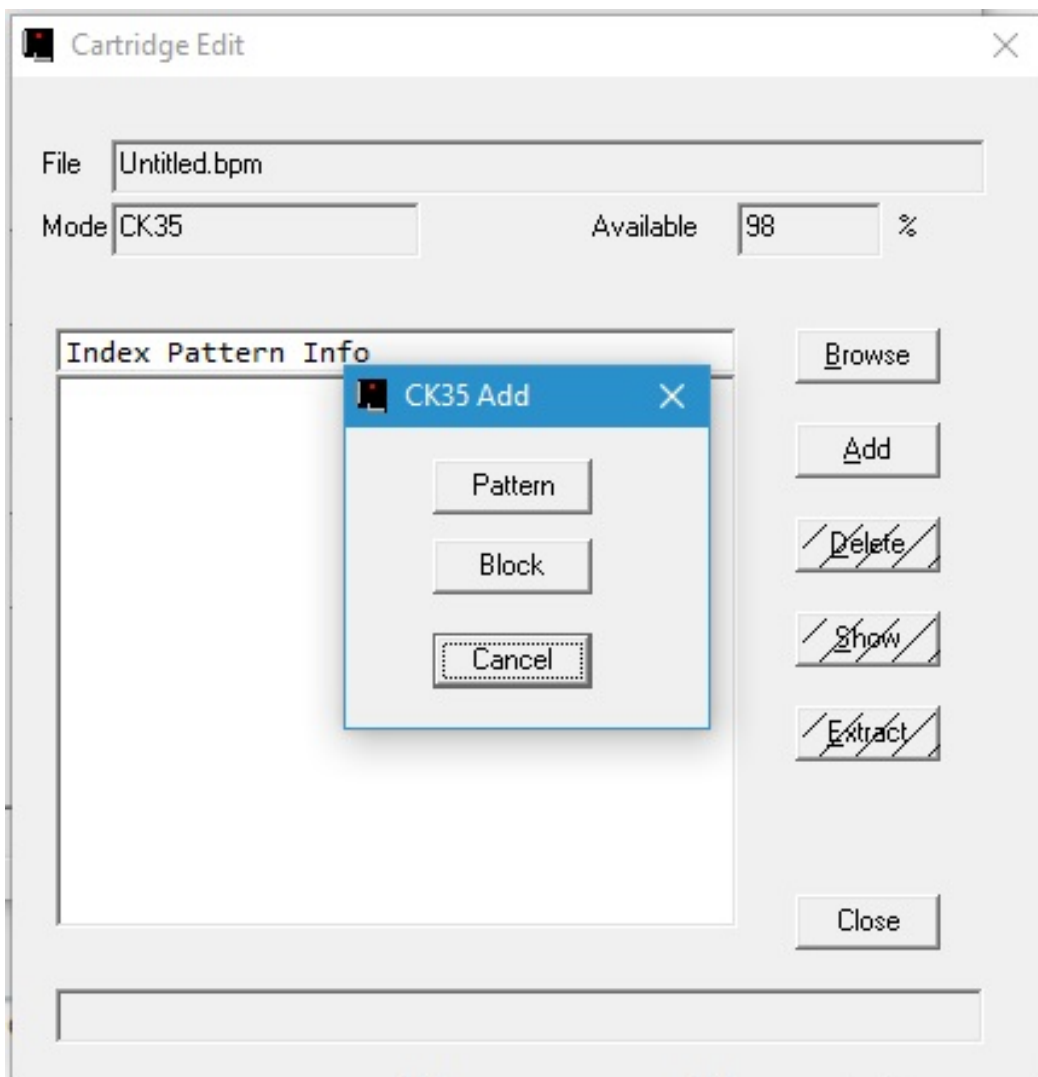 Cartridge Edit
File Untitled.bpm
Mode CK35 Available 98 %
Index Pattern Info
Browse
CK35 Add
Add
Pattern
Delete
Block
Show
Cancel
Extract
Close